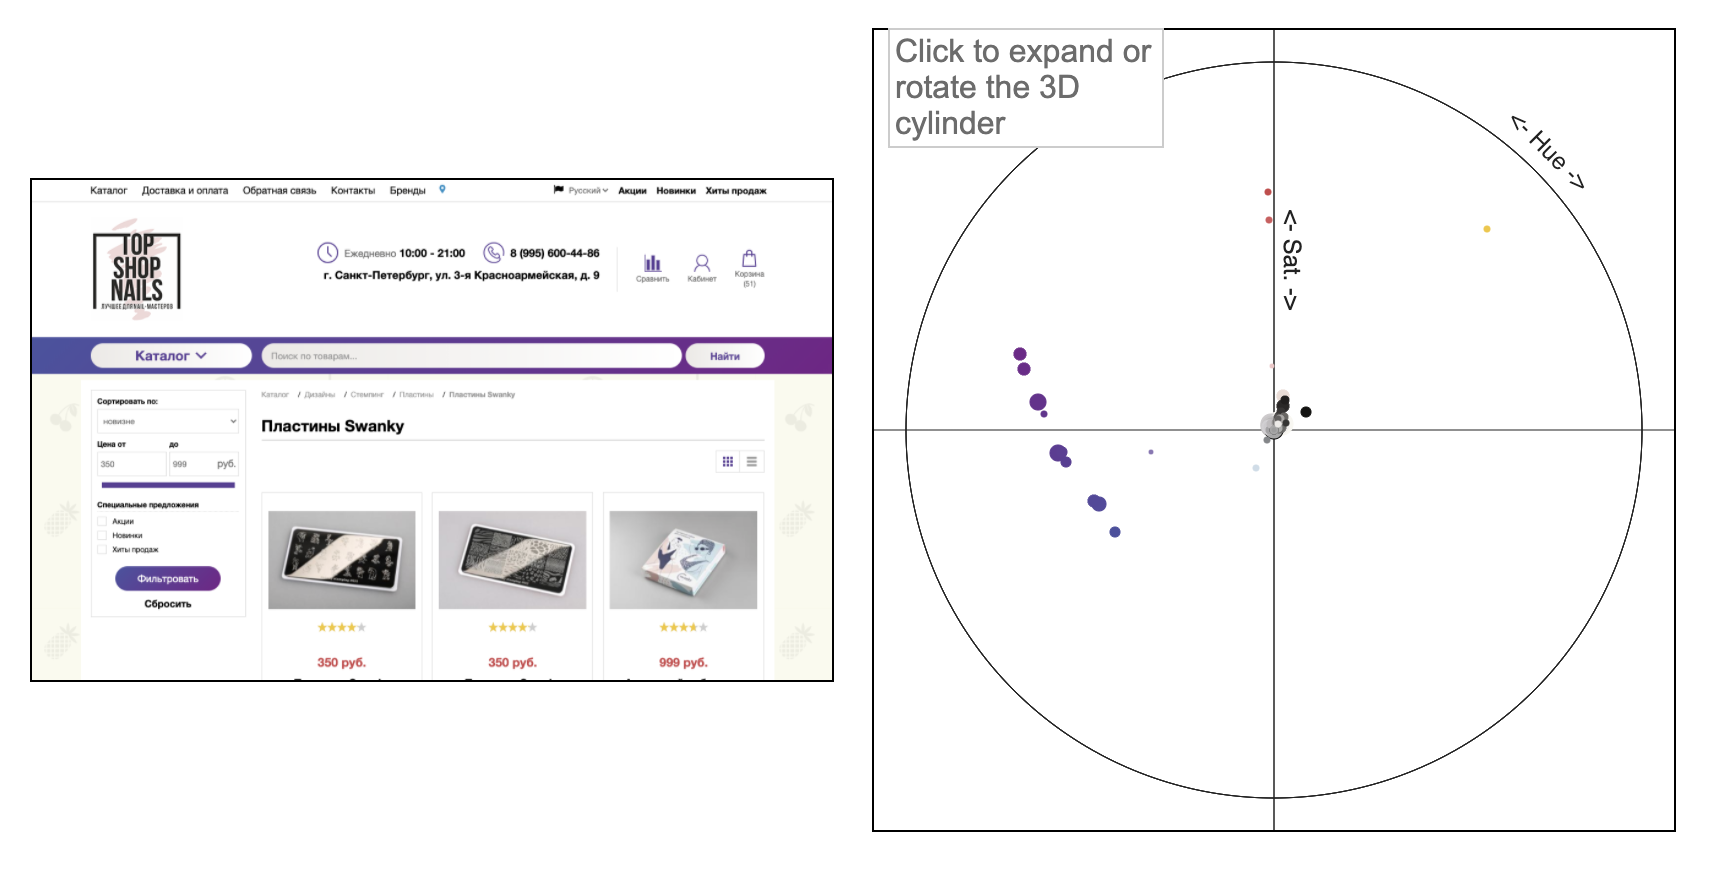 Каталог Доставка и оплата Обратная связь Контакты Бренды Русский Акции Новинки Хиты продаж
TOP
SHOP
NAILS
ЛУЧШЕЕ ДЛЯ NAIL-МАСТЕРОВ
Ежедневно 10:00 - 21:00 8 (995) 600-44-86
г. Санкт-Петербург, ул. 3-я Красноармейская, д. 9
Сравнить Кабинет Корзина
(51)
Каталог Поиск по товарам... Найти
Сортировать по:
новизне
Цена от до
350 999 руб.
Специальные предложения
Акции
Новинки
Хиты продаж
Фильтровать
Сбросить
Каталог / Дизайны / Стемпинг / Пластины / Пластины Swanky
Пластины Swanky
350 руб. 350 руб. 999 руб.
Click to expand or
rotate the 3D
cylinder
<- Hue ->
<- Sat. ->